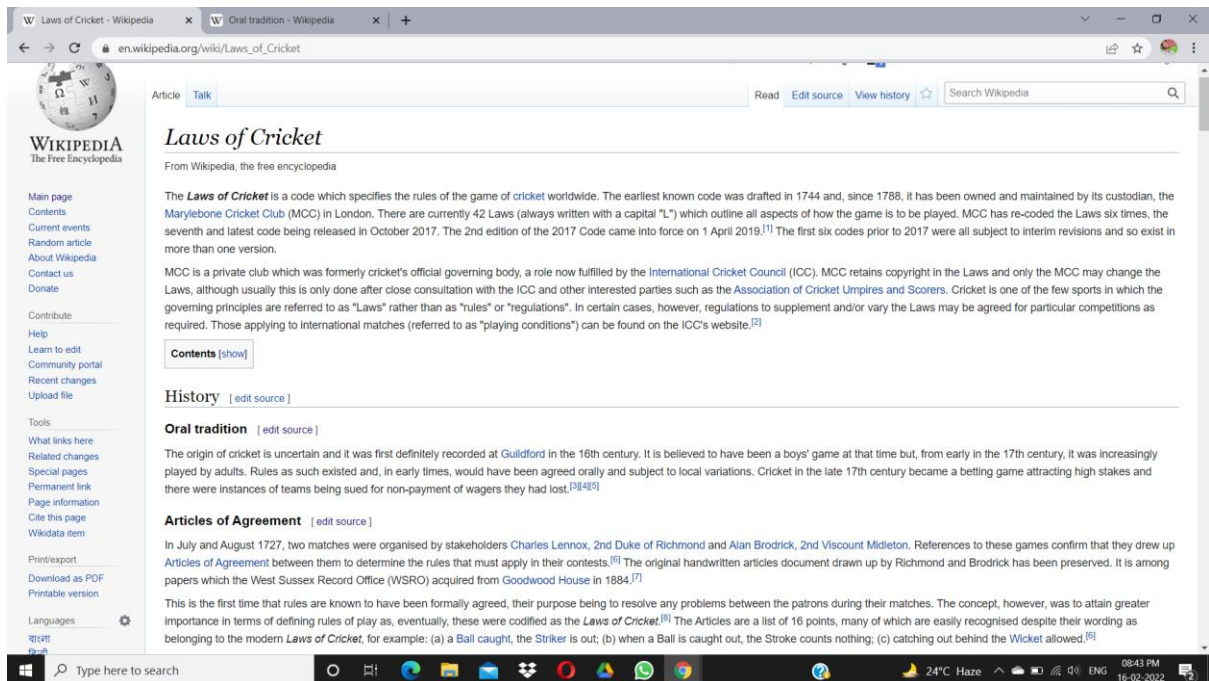 Laws of Cricket - Wikipedia
Oral tradition - Wikipedia
en.wikipedia.org/wiki/Laws_of_Cricket
WIKIPEDIA
The Free Encyclopedia
Main page
Contents
Current events
Random article
About Wikipedia
Contact us
Donate
Contribute
Help
Learn to edit
Community portal
Recent changes
Upload file
Tools
What links here
Related changes
Special pages
Permanent link
Page information
Cite this page
Wikidata item
Print/export
Download as PDF
Printable version
Languages
বাংলা
हिन्दी
Article Talk
Read Edit source View history Search Wikipedia
Laws of Cricket
From Wikipedia, the free encyclopedia
The Laws of Cricket is a code which specifies the rules of the game of cricket worldwide. The earliest known code was drafted in 1744 and, since 1788, it has been owned and maintained by its custodian, the
Marylebone Cricket Club (MCC) in London. There are currently 42 Laws (always written with a capital "L") which outline all aspects of how the game is to be played. MCC has re-coded the Laws six times, the
seventh and latest code being released in October 2017. The 2nd edition of the 2017 Code came into force on 1 April 2019.[1] The first six codes prior to 2017 were all subject to interim revisions and so exist in
more than one version.
MCC is a private club which was formerly cricket's official governing body, a role now fulfilled by the International Cricket Council (ICC). MCC retains copyright in the Laws and only the MCC may change the
Laws, although usually this is only done after close consultation with the ICC and other interested parties such as the Association of Cricket Umpires and Scorers. Cricket is one of the few sports in which the
governing principles are referred to as "Laws" rather than as "rules" or "regulations". In certain cases, however, regulations to supplement and/or vary the Laws may be agreed for particular competitions as
required. Those applying to international matches (referred to as "playing conditions") can be found on the ICC's website.[2]
Contents [show]
History [ edit source ]
Oral tradition [ edit source ]
The origin of cricket is uncertain and it was first definitely recorded at Guildford in the 16th century. It is believed to have been a boys' game at that time but, from early in the 17th century, it was increasingly
played by adults. Rules as such existed and, in early times, would have been agreed orally and subject to local variations. Cricket in the late 17th century became a betting game attracting high stakes and
there were instances of teams being sued for non-payment of wagers they had lost.[3][4][5]
Articles of Agreement [ edit source ]
In July and August 1727, two matches were organised by stakeholders Charles Lennox, 2nd Duke of Richmond and Alan Brodrick, 2nd Viscount Midleton. References to these games confirm that they drew up
Articles of Agreement between them to determine the rules that must apply in their contests.[6] The original handwritten articles document drawn up by Richmond and Brodrick has been preserved. It is among
papers which the West Sussex Record Office (WSRO) acquired from Goodwood House in 1884.[7]
This is the first time that rules are known to have been formally agreed, their purpose being to resolve any problems between the patrons during their matches. The concept, however, was to attain greater
importance in terms of defining rules of play as, eventually, these were codified as the Laws of Cricket.[8] The Articles are a list of 16 points, many of which are easily recognised despite their wording as
belonging to the modern Laws of Cricket, for example: (a) a Ball caught, the Striker is out; (b) when a Ball is caught out, the Stroke counts nothing; (c) catching out behind the Wicket allowed.[6]
Type here to search
24°C Haze
ENG
08:43 PM
16-02-2022